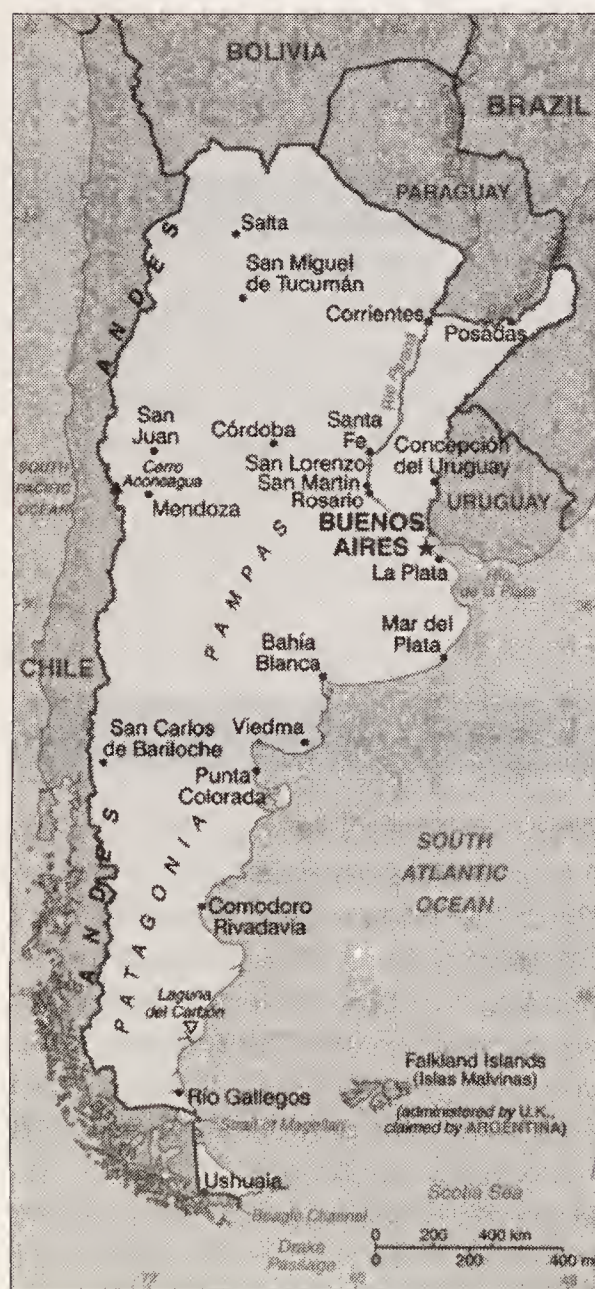 BOLIVIA
BRAZIL
PARAGUAY
Salta
San Miguel
de Tucumán
Corrientes
Posadas
ANDES
Río
San
Juan
Córdoba
Santa
Fe
Concepción
del Uruguay
SOUTH
PACIFIC
OCEAN
Cerro
Aconcagua
San Lorenzo
San Martín
Rosario
URUGUAY
Mendoza
BUENOS
AIRES
La Plata
Río
de la Plata
PAMPAS
Mar del
Plata
Bahía
Blanca
CHILE
San Carlos
de Bariloche
Viedma
Punta
Colorada
SOUTH
ATLANTIC
OCEAN
ANDES
PATAGONIA
Comodoro
Rivadavia
Laguna
del Carbón
Falkland Islands
(Islas Malvinas)
(administered by U.K.,
claimed by ARGENTINA)
Río Gallegos
Strait of Magellan
Ushuaia
Scotia Sea
Beagle Channel
Drake
Passage
0 200 400 km
0 200 400 m
72